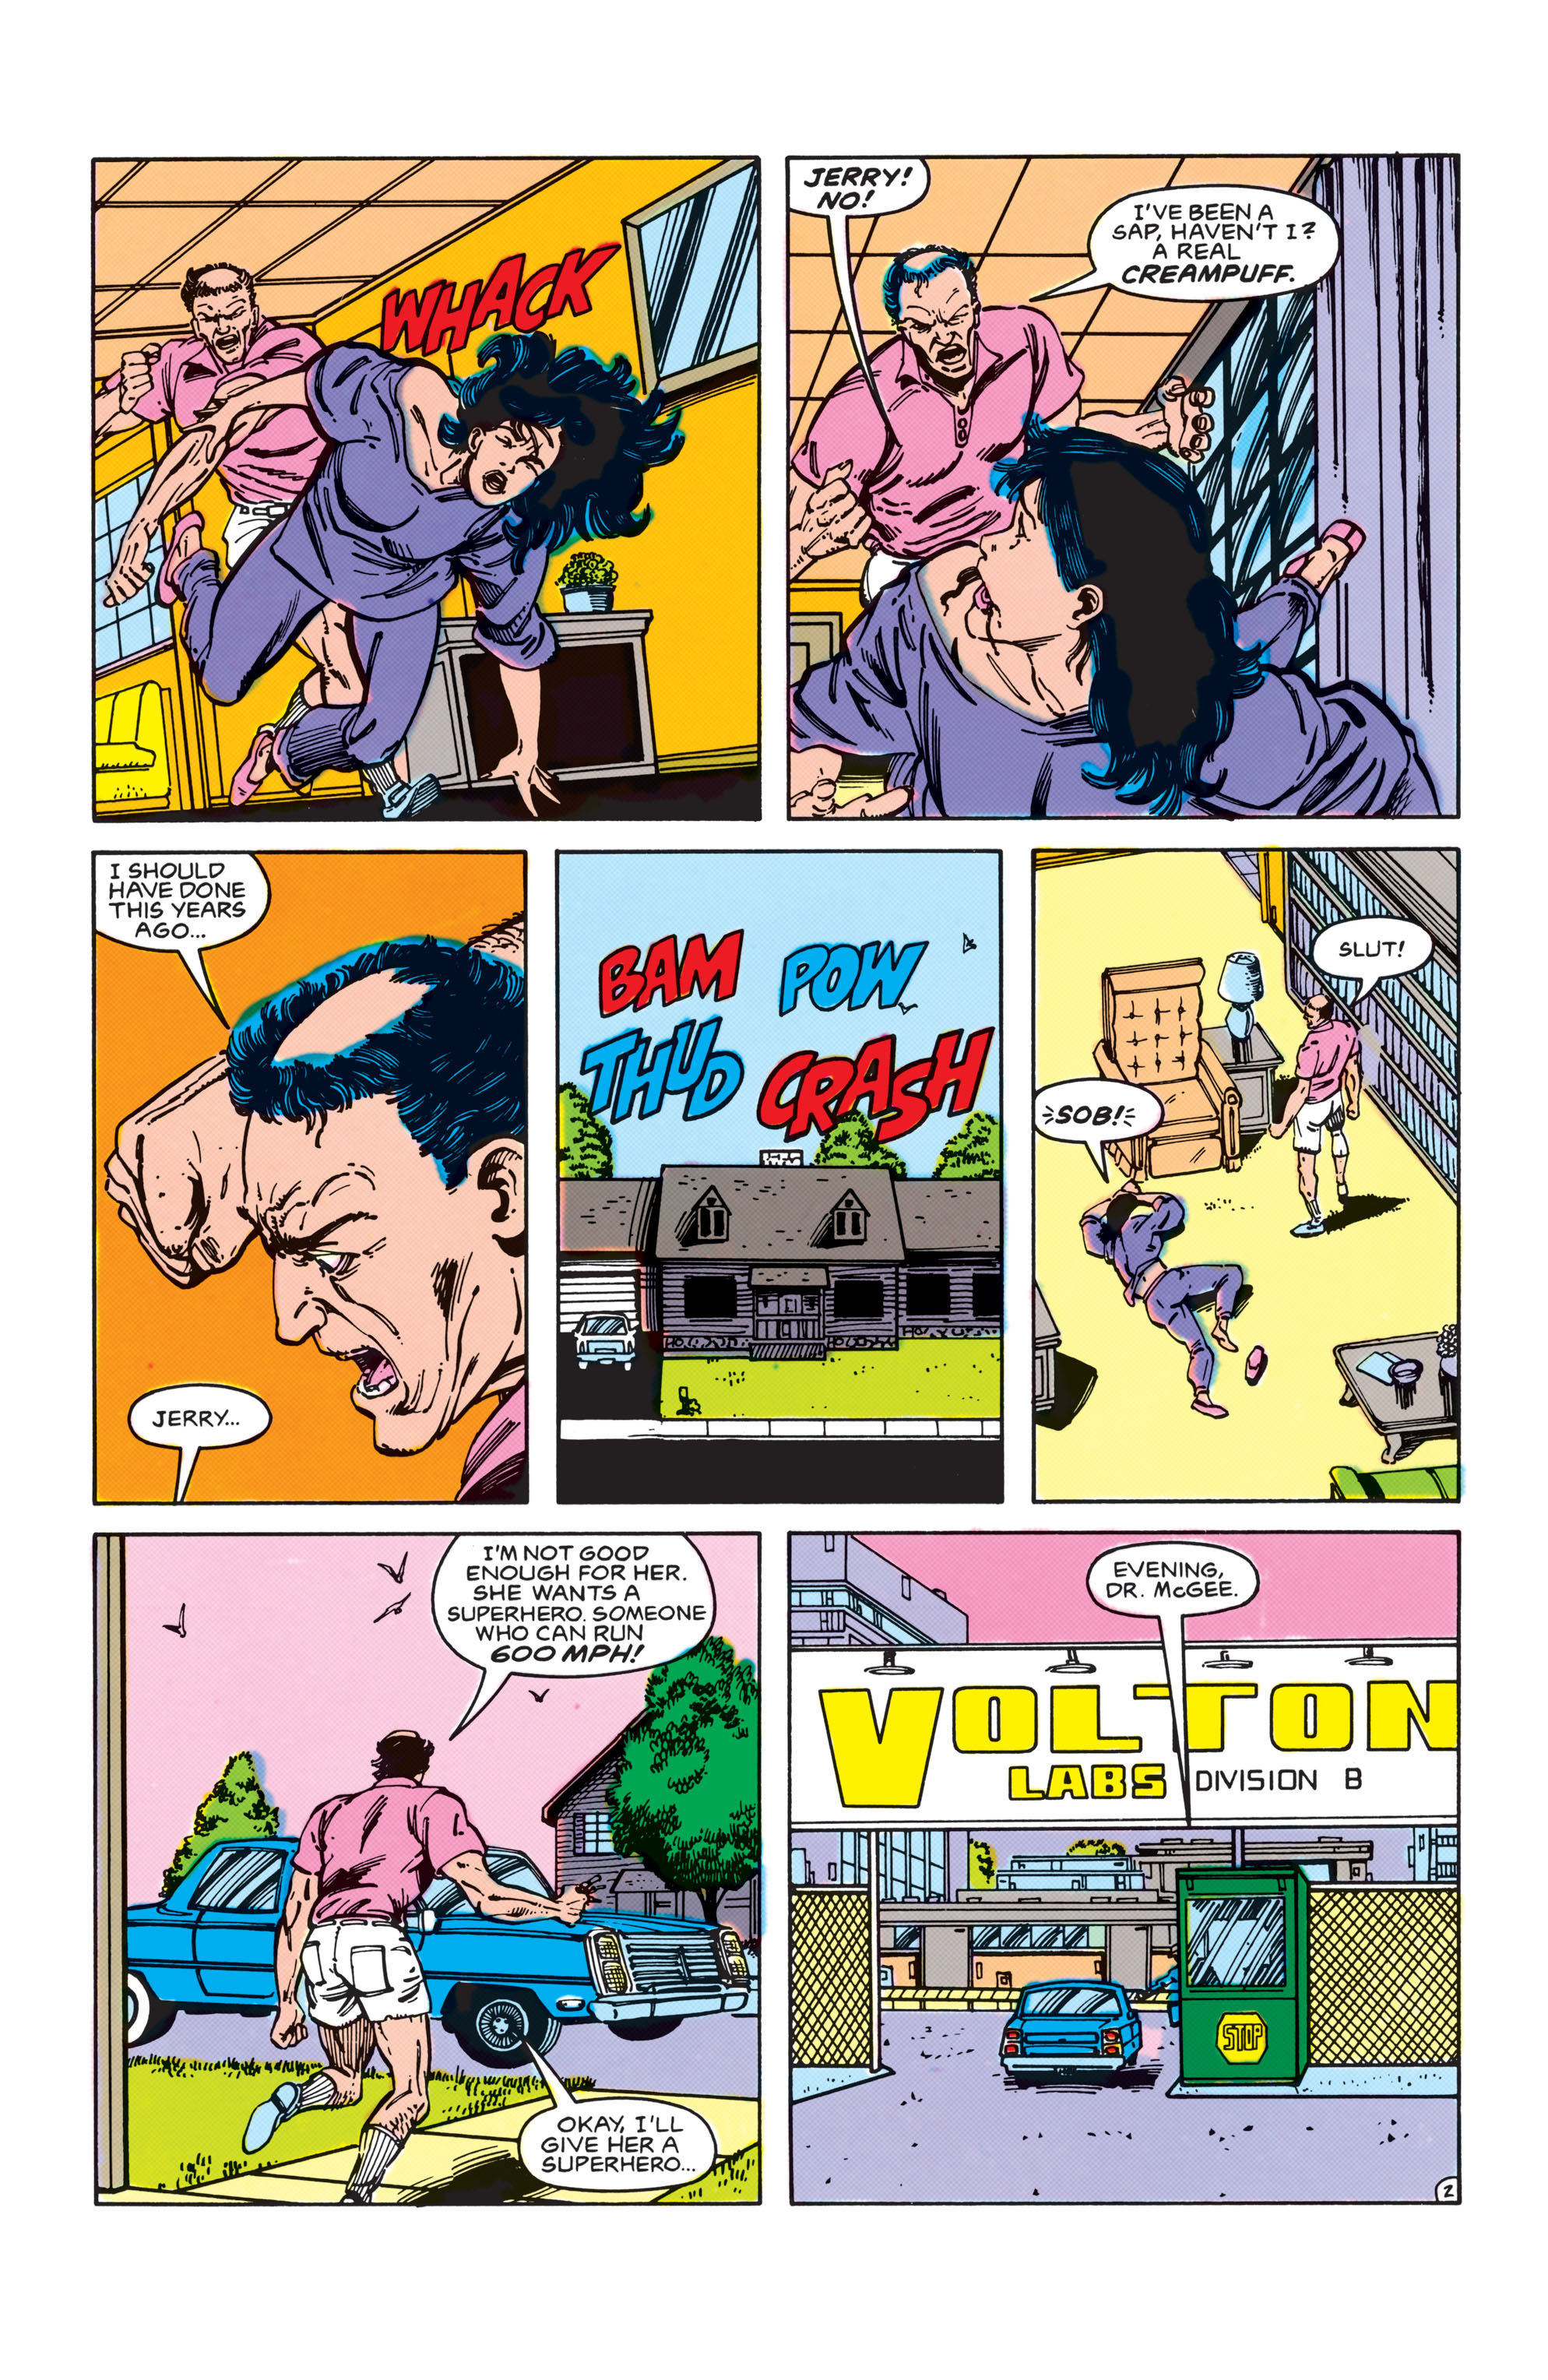 WHACK
JERRY!
NO!
I'VE BEEN A
SAP, HAVEN'T I?
A REAL
CREAMPUFF.
I SHOULD
HAVE DONE
THIS YEARS
AGO...
JERRY...
BAM POW
THUD CRASH
SLUT!
SOB!
I'M NOT GOOD
ENOUGH FOR HER.
SHE WANTS A
SUPERHERO. SOMEONE
WHO CAN RUN
600 MPH!
OKAY, I'LL
GIVE HER A
SUPERHERO...
EVENING,
DR. McGEE.
VOLTON
LABS DIVISION B
STOP
2